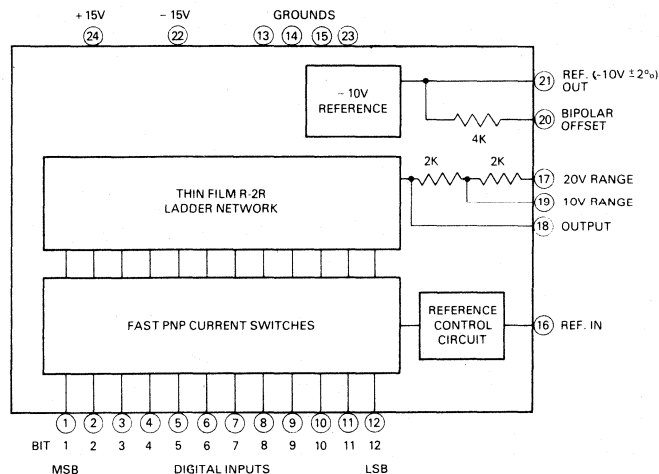 + 15V - 15V GROUNDS
24 22 13 14 15 23
- 10V
REFERENCE
21 REF. (-10V ± 2%)
OUT
20 BIPOLAR
OFFSET
4K
2K 2K
17 20V RANGE
19 10V RANGE
18 OUTPUT
THIN FILM R-2R
LADDER NETWORK
FAST PNP CURRENT SWITCHES
REFERENCE
CONTROL
CIRCUIT
16 REF. IN
1 2 3 4 5 6 7 8 9 10 11 12
BIT 1 2 3 4 5 6 7 8 9 10 11 12
MSB DIGITAL INPUTS LSB